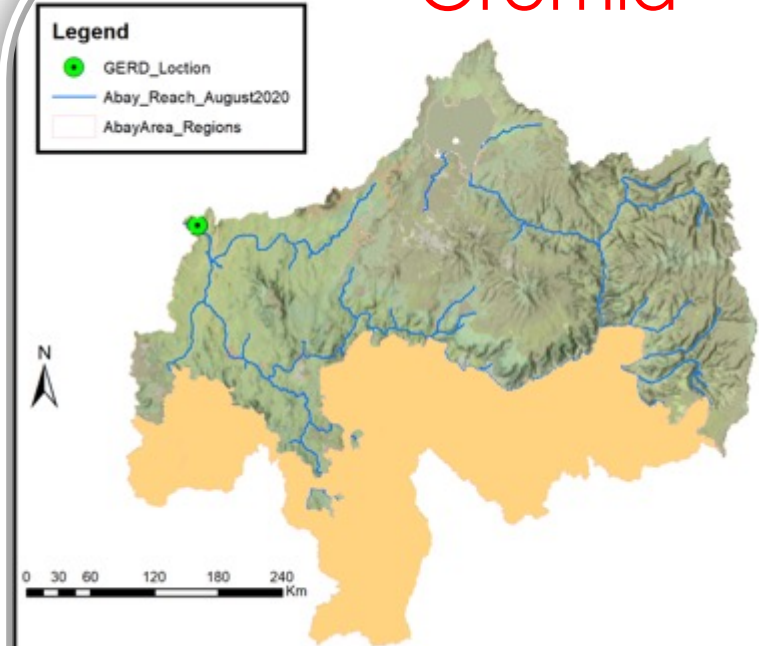 Oromia
Legend
GERD_Loction
Abay_Reach_August2020
AbayArea_Regions
N
0 30 60 120 180 240
Km